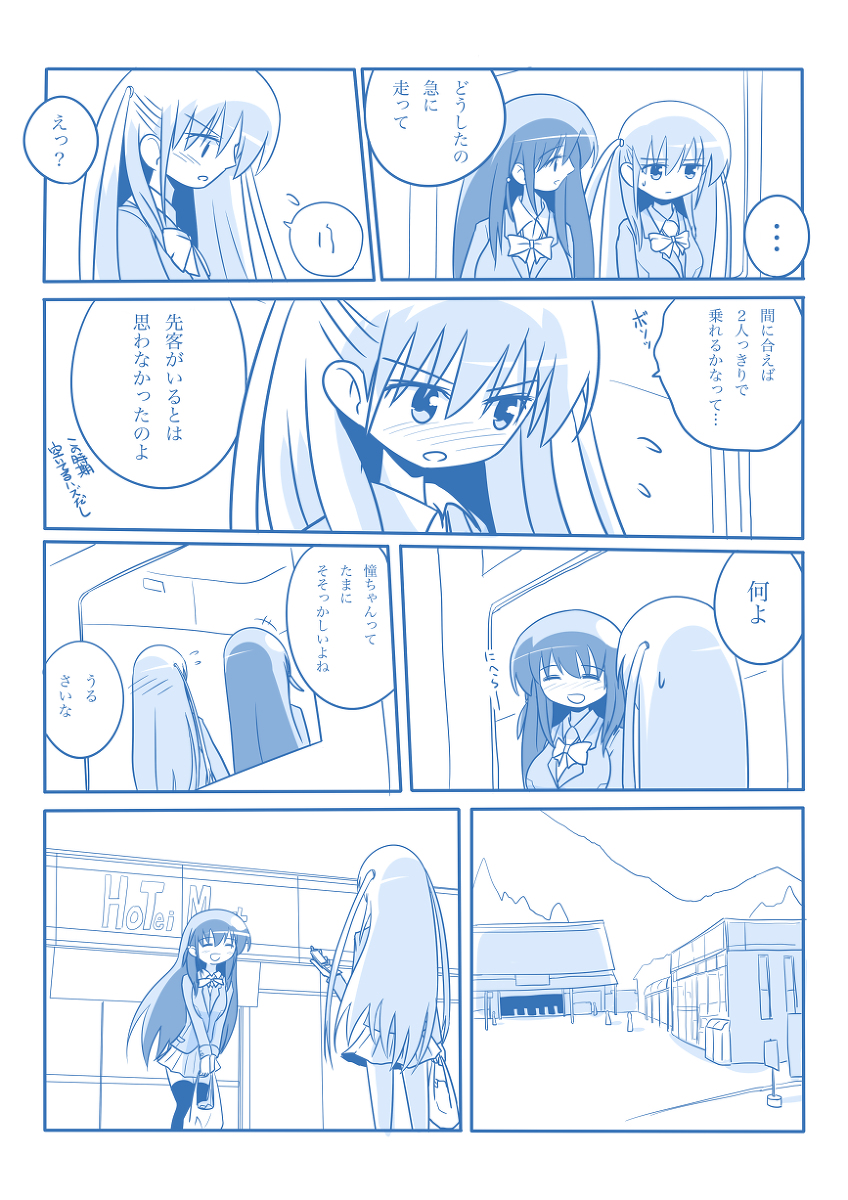 どうしたの
急に
走って
…
えっ？
間に合えば
２人っきりで
乗れるかなって…
ボソッ
先客がいるとは
思わなかったのよ
この時期
空いてるハズだし
何よ
にへらー
憧ちゃんって
たまに
そそっかしいよね
うる
さいな
HoTei M